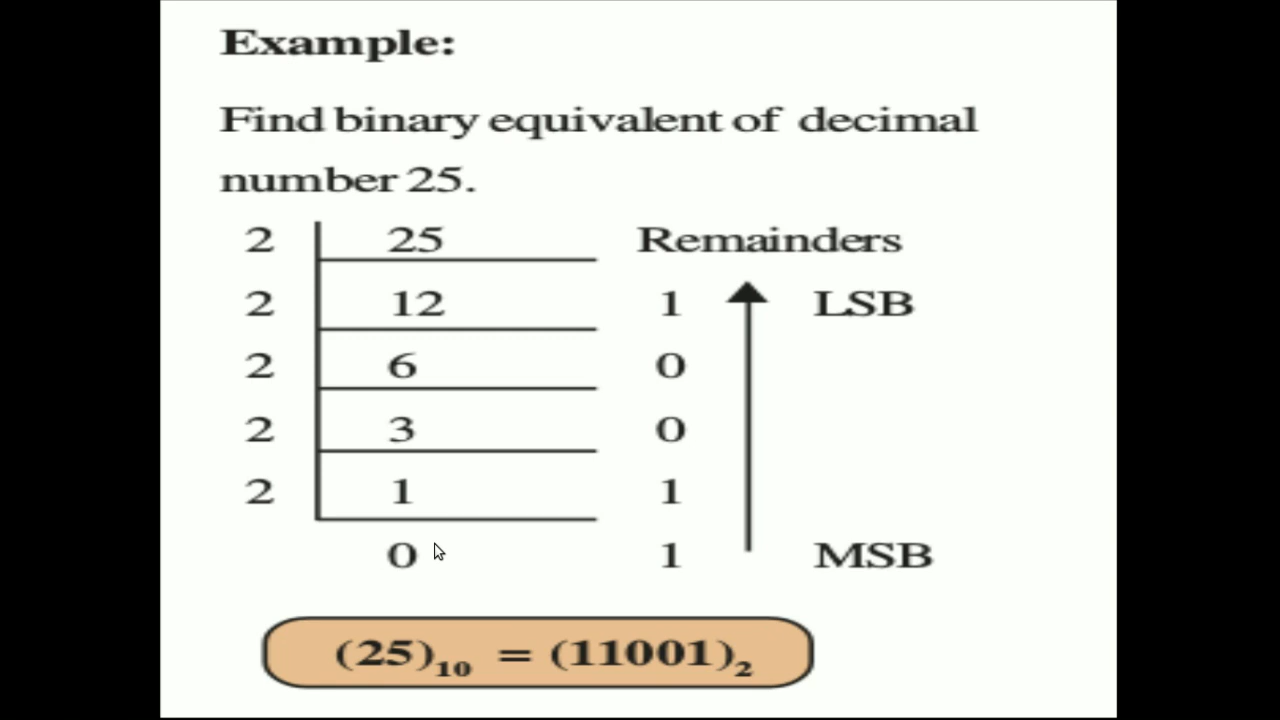 Example:
Find binary equivalent of decimal
number 25.
2 25 Remainders
2 12 1 LSB
2 6 0
2 3 0
2 1 1
0 1 MSB
(25)₁₀ = (11001)₂